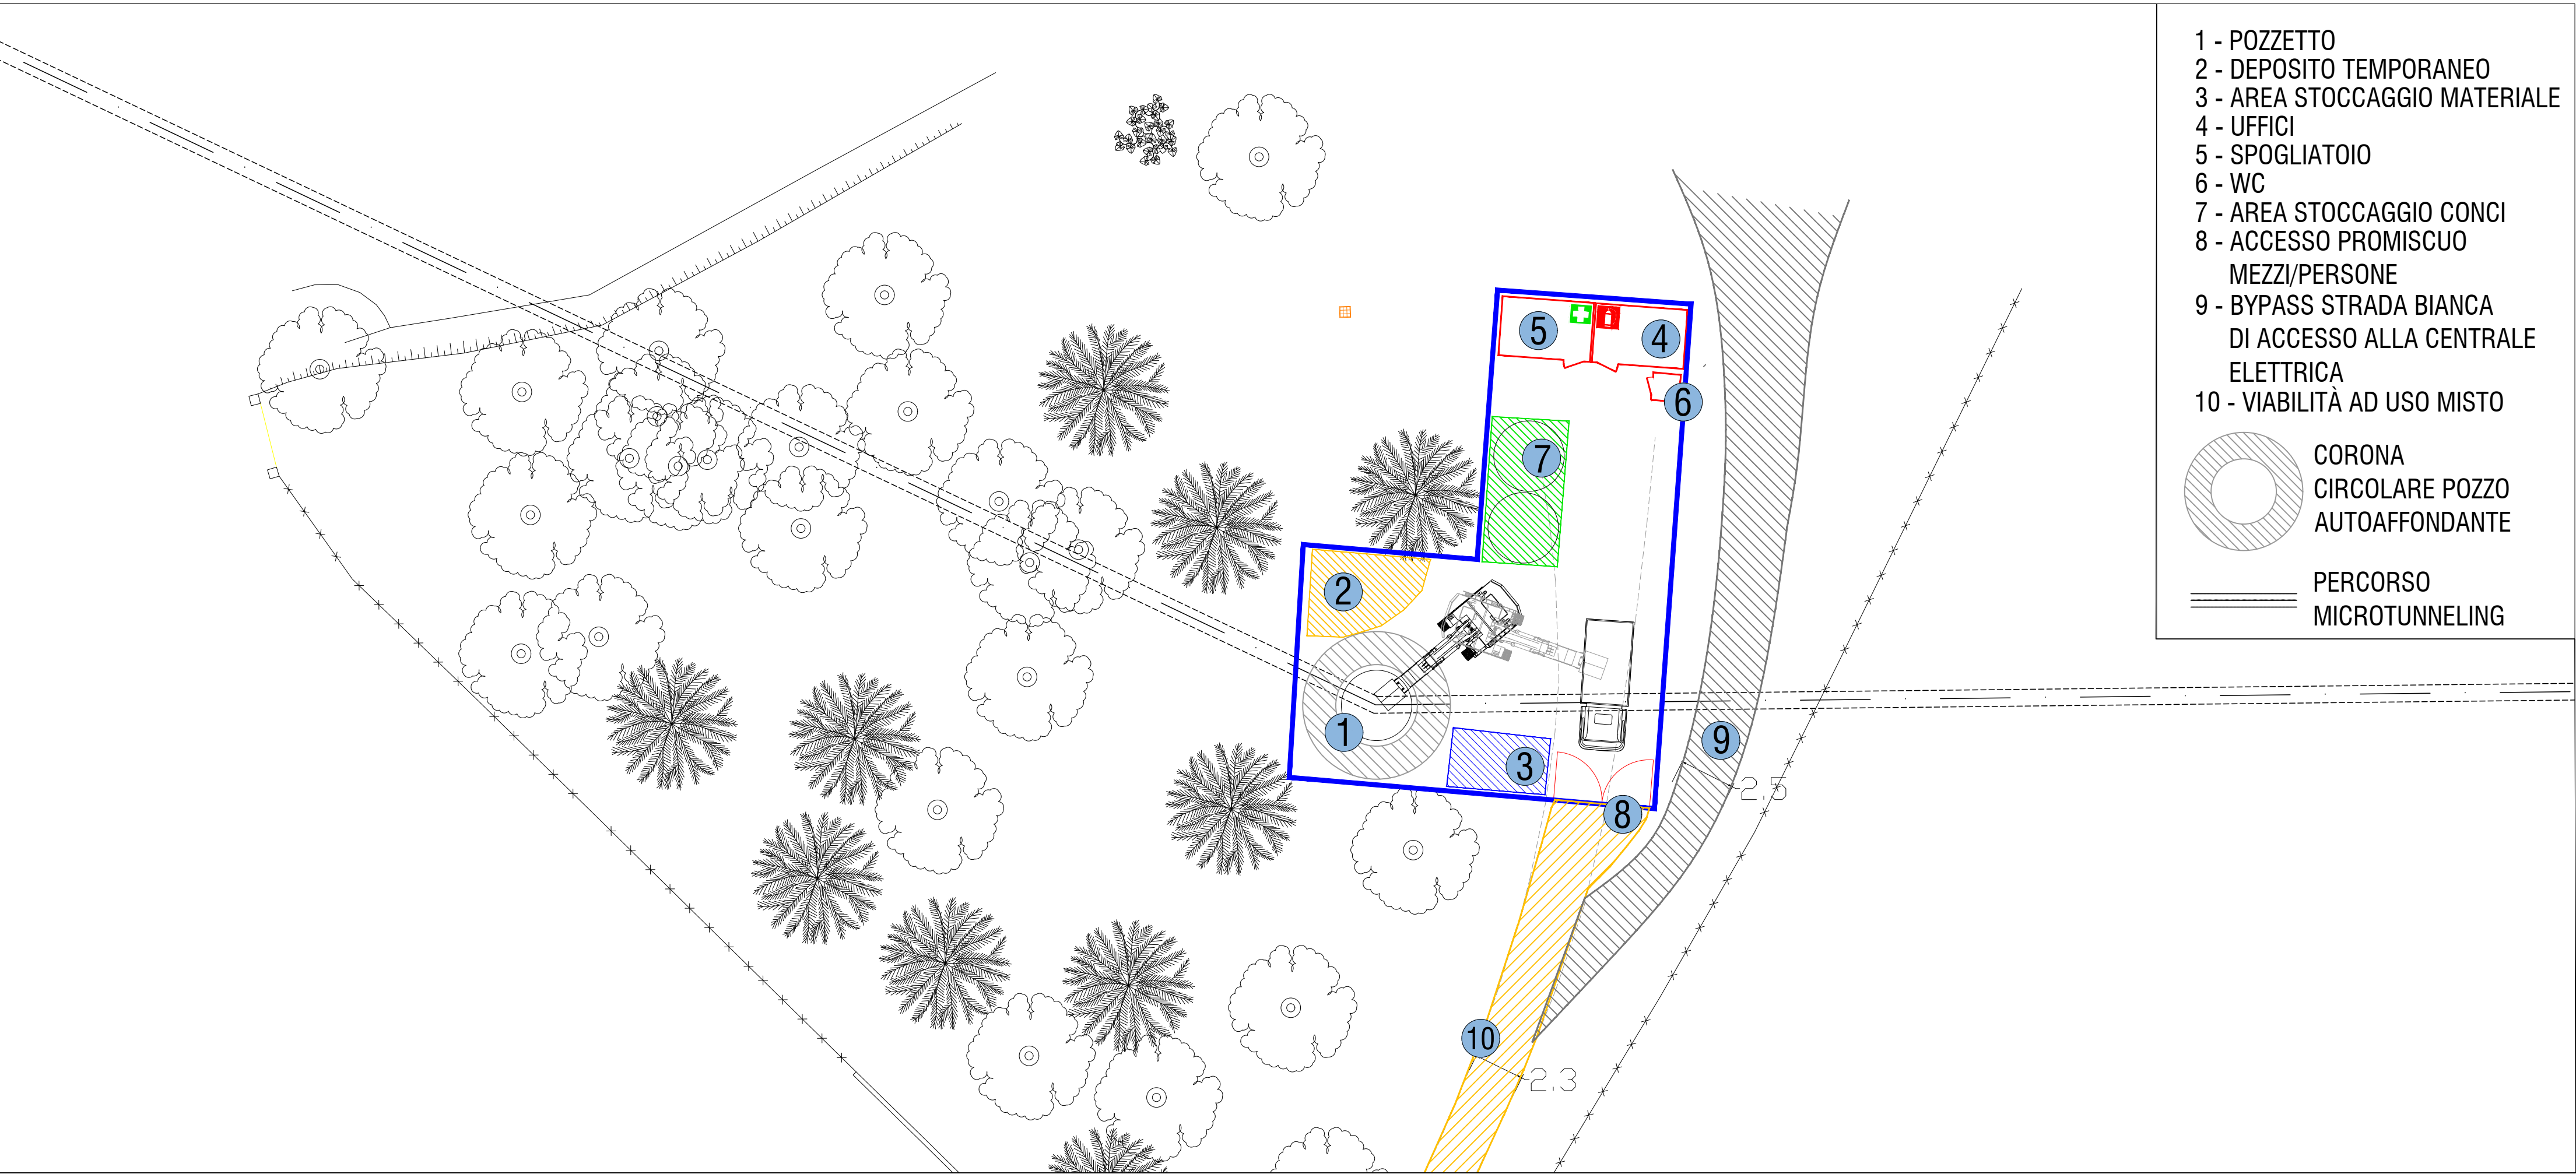 1 - POZZETTO
2 - DEPOSITO TEMPORANEO
3 - AREA STOCCAGGIO MATERIALE
4 - UFFICI
5 - SPOGLIATOIO
6 - WC
7 - AREA STOCCAGGIO CONCI
8 - ACCESSO PROMISCUO
MEZZI/PERSONE
9 - BYPASS STRADA BIANCA
DI ACCESSO ALLA CENTRALE
ELETTRICA
10 - VIABILITÀ AD USO MISTO
CORONA
CIRCOLARE POZZO
AUTOAFFONDANTE
PERCORSO
MICROTUNNELING
5
4
6
7
2
1
3
9
2,5
8
10
2,3